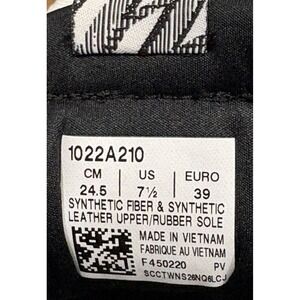 1022A210
CM US EURO
24.5 7½ 39
SYNTHETIC FIBER & SYNTHETIC
LEATHER UPPER/RUBBER SOLE
MADE IN VIETNAM
FABRIQUE AU VIETNAM
F450220 PV
SCCTWNS26NQ6LCJ